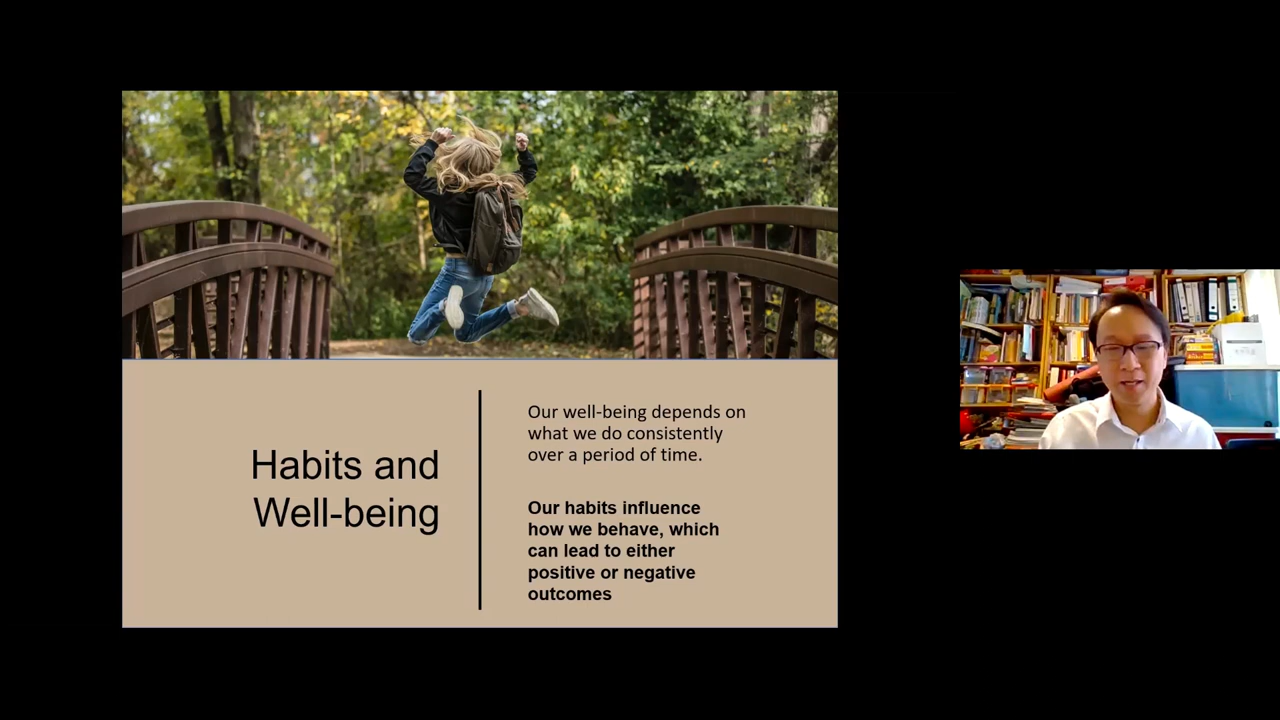 Habits and
Well-being
Our well-being depends on
what we do consistently
over a period of time.
Our habits influence
how we behave, which
can lead to either
positive or negative
outcomes